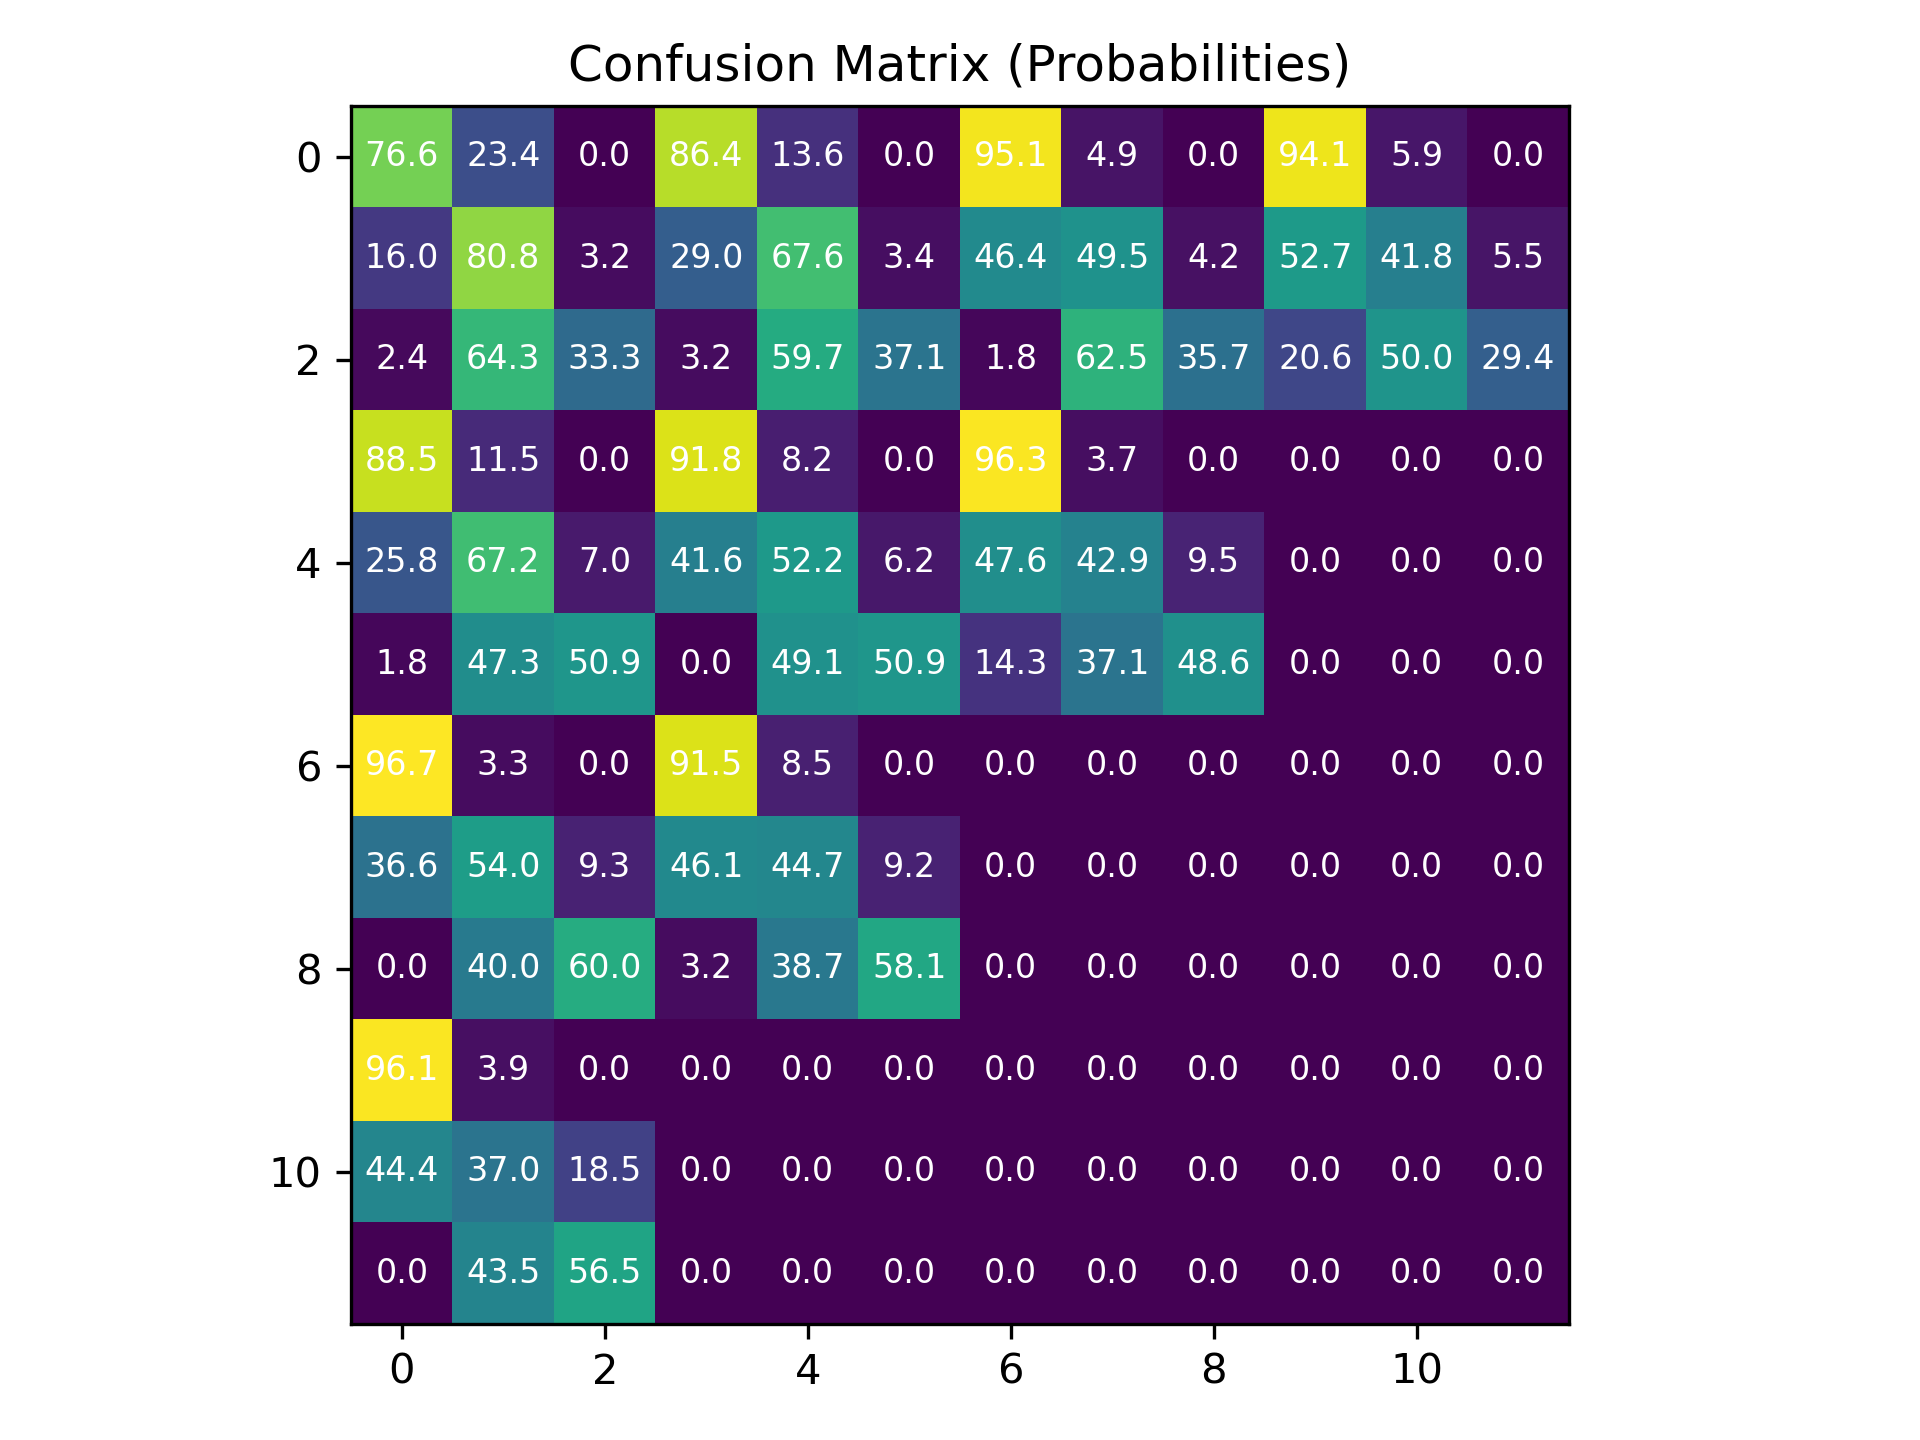 Confusion Matrix (Probabilities)
0 76.6 23.4 0.0 86.4 13.6 0.0 95.1 4.9 0.0 94.1 5.9 0.0
16.0 80.8 3.2 29.0 67.6 3.4 46.4 49.5 4.2 52.7 41.8 5.5
2 2.4 64.3 33.3 3.2 59.7 37.1 1.8 62.5 35.7 20.6 50.0 29.4
88.5 11.5 0.0 91.8 8.2 0.0 96.3 3.7 0.0 0.0 0.0 0.0
4 25.8 67.2 7.0 41.6 52.2 6.2 47.6 42.9 9.5 0.0 0.0 0.0
1.8 47.3 50.9 0.0 49.1 50.9 14.3 37.1 48.6 0.0 0.0 0.0
6 96.7 3.3 0.0 91.5 8.5 0.0 0.0 0.0 0.0 0.0 0.0 0.0
36.6 54.0 9.3 46.1 44.7 9.2 0.0 0.0 0.0 0.0 0.0 0.0
8 0.0 40.0 60.0 3.2 38.7 58.1 0.0 0.0 0.0 0.0 0.0 0.0
96.1 3.9 0.0 0.0 0.0 0.0 0.0 0.0 0.0 0.0 0.0 0.0
10 44.4 37.0 18.5 0.0 0.0 0.0 0.0 0.0 0.0 0.0 0.0 0.0
0.0 43.5 56.5 0.0 0.0 0.0 0.0 0.0 0.0 0.0 0.0 0.0
0 2 4 6 8 10